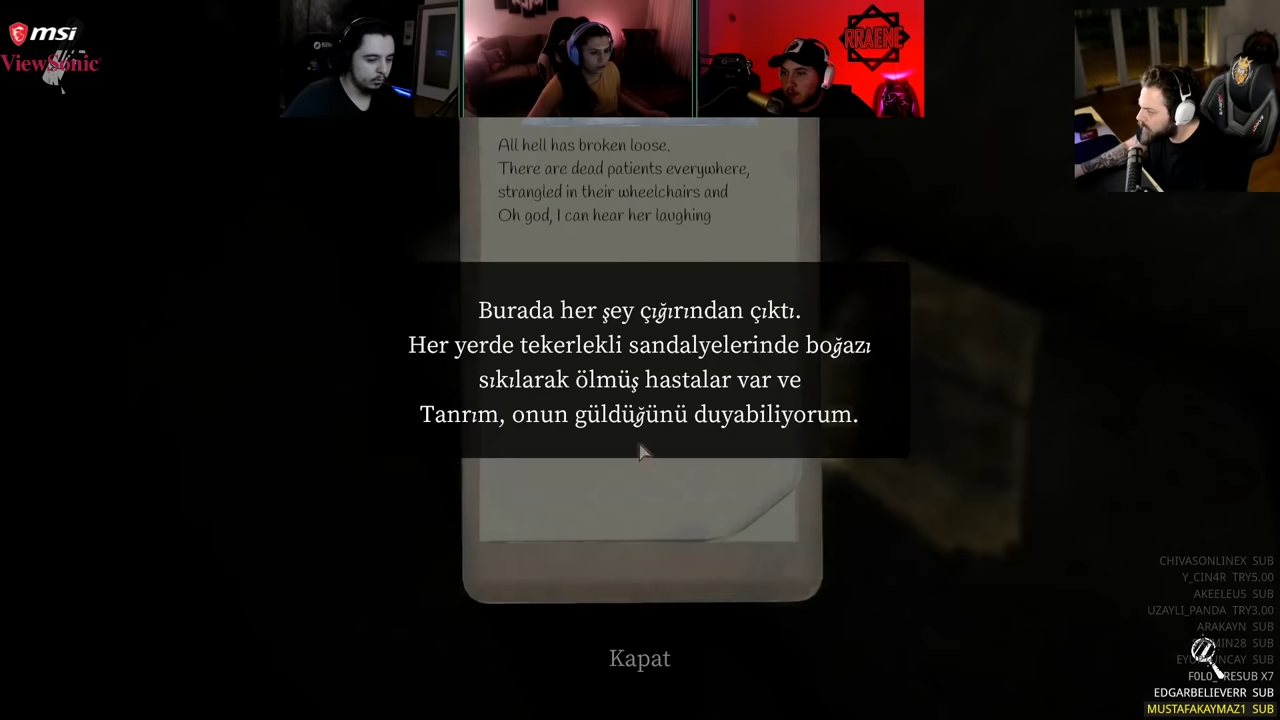 msi
ViewSonic
RRAENE
All hell has broken loose.
There are dead patients everywhere,
strangled in their wheelchairs and
Oh god, I can hear her laughing
Burada her şey çığırından çıktı.
Her yerde tekerlekli sandalyelerinde boğazı
sıkılarak ölmüş hastalar var ve
Tanrım, onun güldüğünü duyabiliyorum.
Kapat
CHIVASONLINEX SUB
Y_CIN4R TRY5.00
AKEELEUS SUB
UZAYLI_PANDA TRY3.00
ARAKAYN SUB
SUB
SUB
F0L0_ RESUB X7
EDGARBELIEVERR SUB
MUSTAFAKAYMAZ1 SUB